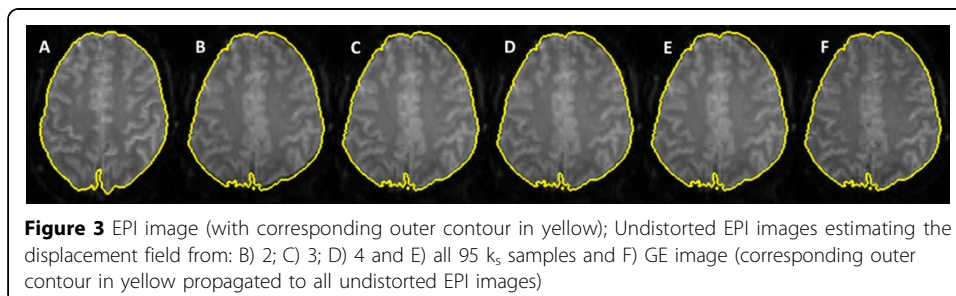 A B C D E F
Figure 3 EPI image (with corresponding outer contour in yellow); Undistorted EPI images estimating the
displacement field from: B) 2; C) 3; D) 4 and E) all 95 kₛ samples and F) GE image (corresponding outer
contour in yellow propagated to all undistorted EPI images)